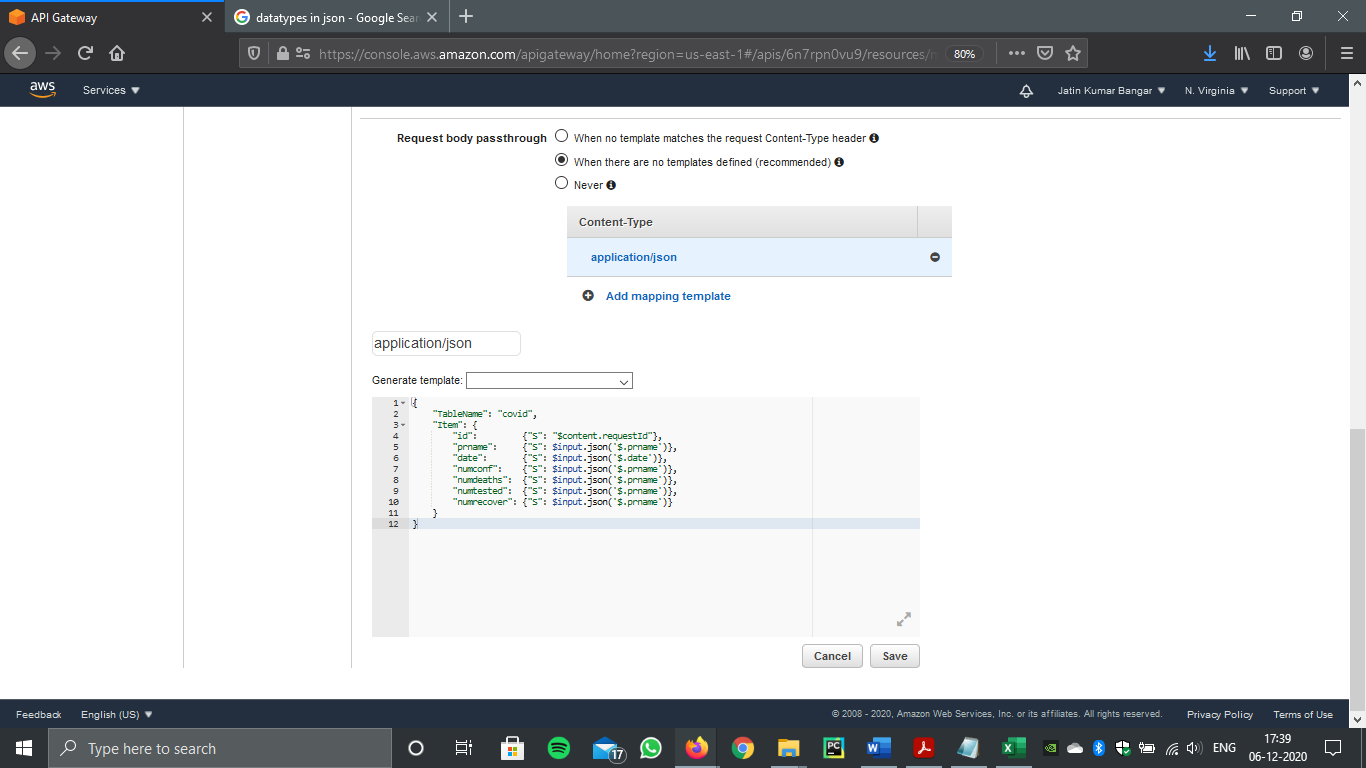 API Gateway
datatypes in json - Google Sear
https://console.aws.amazon.com/apigateway/home?region=us-east-1#/apis/6n7rpn0vu9/resources/
80%
aws
Services
Jatin Kumar Bangar
N. Virginia
Support
Request body passthrough
When no template matches the request Content-Type header
When there are no templates defined (recommended)
Never
Content-Type
application/json
Add mapping template
application/json
Generate template:
1 {
2 "TableName": "covid",
3 "Item": {
4 "id": {"S": "$content.requestId"},
5 "prname": {"S": $input.json('$.prname')},
6 "date": {"S": $input.json('$.date')},
7 "numconf": {"S": $input.json('$.prname')},
8 "numdeaths": {"S": $input.json('$.prname')},
9 "numtested": {"S": $input.json('$.prname')},
10 "numrecover": {"S": $input.json('$.prname')}
11 }
12 }
Cancel
Save
Feedback
English (US)
© 2008 - 2020, Amazon Web Services, Inc. or its affiliates. All rights reserved.
Privacy Policy
Terms of Use
Type here to search
17
PC
ENG
17:39
06-12-2020